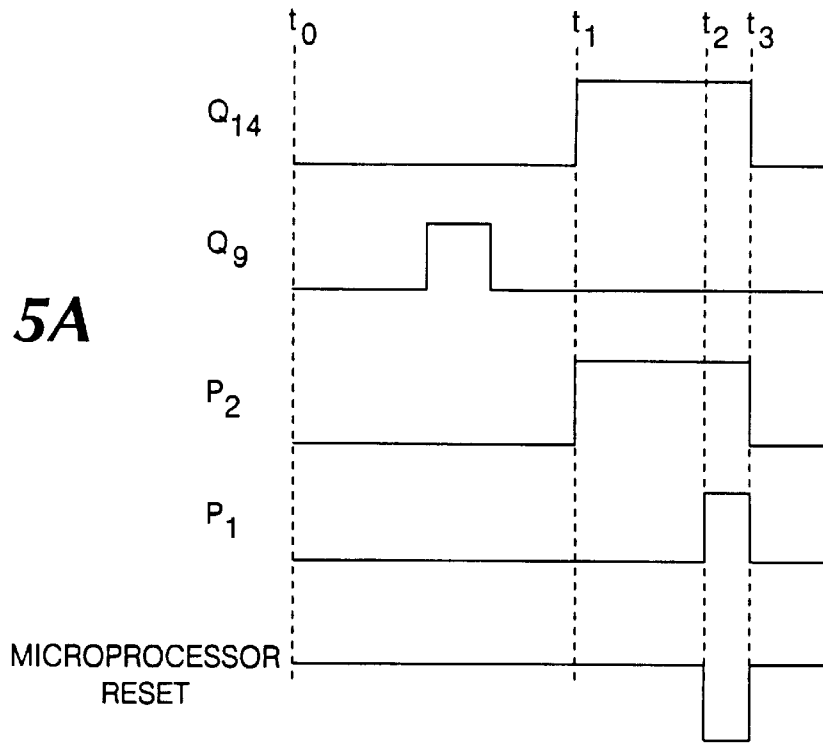 t0 t1 t2 t3
Q14
Q9
5A
P2
P1
MICROPROCESSOR
RESET